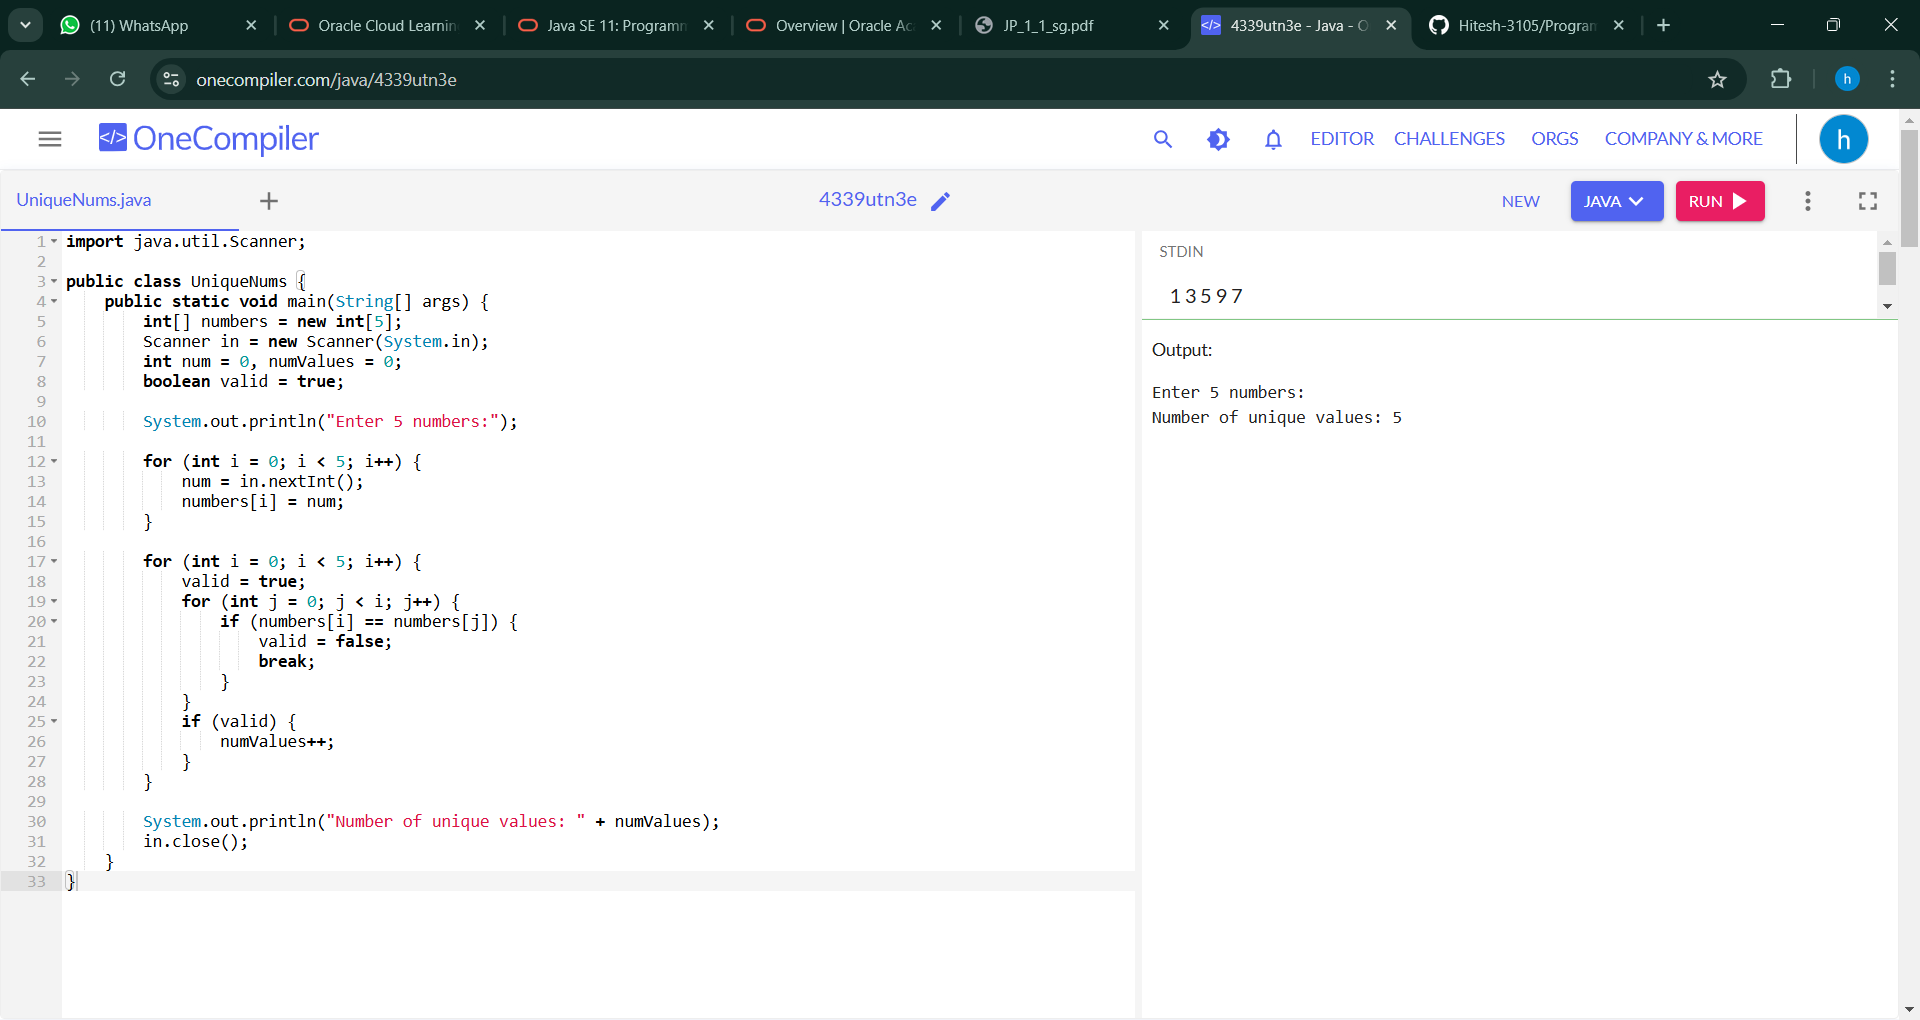 (11) WhatsApp
Oracle Cloud Learnin
Java SE 11: Programm
Overview | Oracle Ac
JP_1_1_sg.pdf
4339utn3e - Java - O
Hitesh-3105/Program
onecompiler.com/java/4339utn3e
h
</> OneCompiler
EDITOR
CHALLENGES
ORGS
COMPANY & MORE
h
UniqueNums.java
4339utn3e
NEW
JAVA
RUN
1 import java.util.Scanner;
2
3 public class UniqueNums {
4 public static void main(String[] args) {
5 int[] numbers = new int[5];
6 Scanner in = new Scanner(System.in);
7 int num = 0, numValues = 0;
8 boolean valid = true;
9
10 System.out.println("Enter 5 numbers:");
11
12 for (int i = 0; i < 5; i++) {
13 num = in.nextInt();
14 numbers[i] = num;
15 }
16
17 for (int i = 0; i < 5; i++) {
18 valid = true;
19 for (int j = 0; j < i; j++) {
20 if (numbers[i] == numbers[j]) {
21 valid = false;
22 break;
23 }
24 }
25 if (valid) {
26 numValues++;
27 }
28 }
29
30 System.out.println("Number of unique values: " + numValues);
31 in.close();
32 }
33 }
STDIN
1 3 5 9 7
Output:
Enter 5 numbers:
Number of unique values: 5